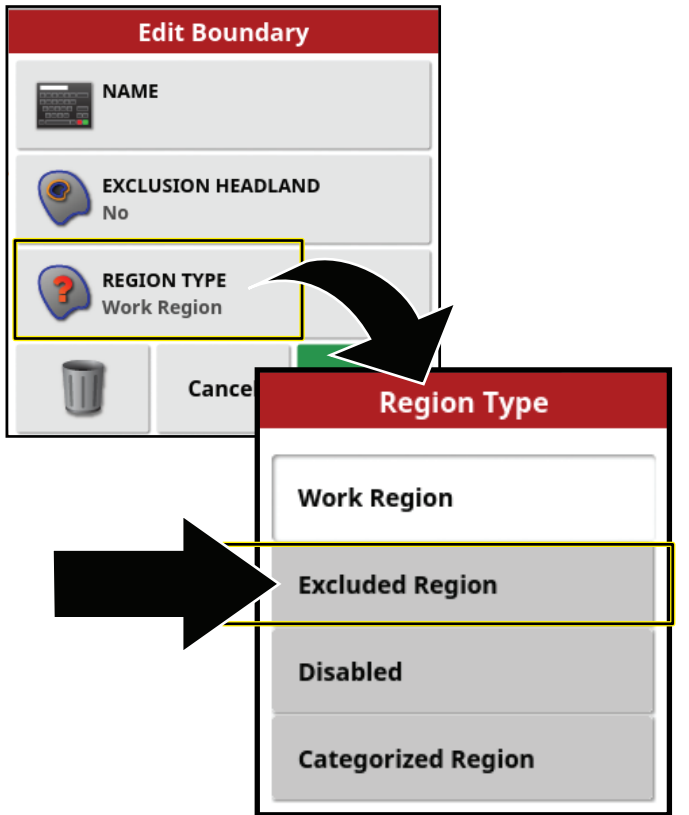 Edit Boundary
NAME
EXCLUSION HEADLAND
No
REGION TYPE
Work Region
Cancel
Region Type
Work Region
Excluded Region
Disabled
Categorized Region